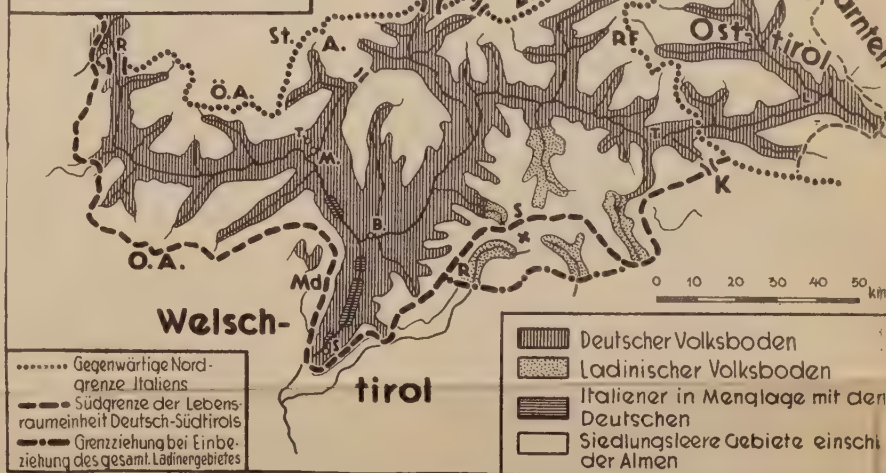 ärnten
Ost-
tirol
St.
A.
RF
R
Ö.A.
T.
M.
T.
L
K
B.
S
Ö.A.
Md
R
S
0 10 20 30 40 50
km
Welsch-
tirol
Gegenwärtige Nord-
grenze Italiens
Südgrenze der Lebens-
raumeinheit Deutsch-Südtirols
Grenzziehung bei Einbe-
ziehung des gesamt. Ladinergebietes
Deutscher Volksboden
Ladinischer Volksboden
Italiener in Menglage mit den
Deutschen
Siedlungsleere Gebiete einschl
der Almen